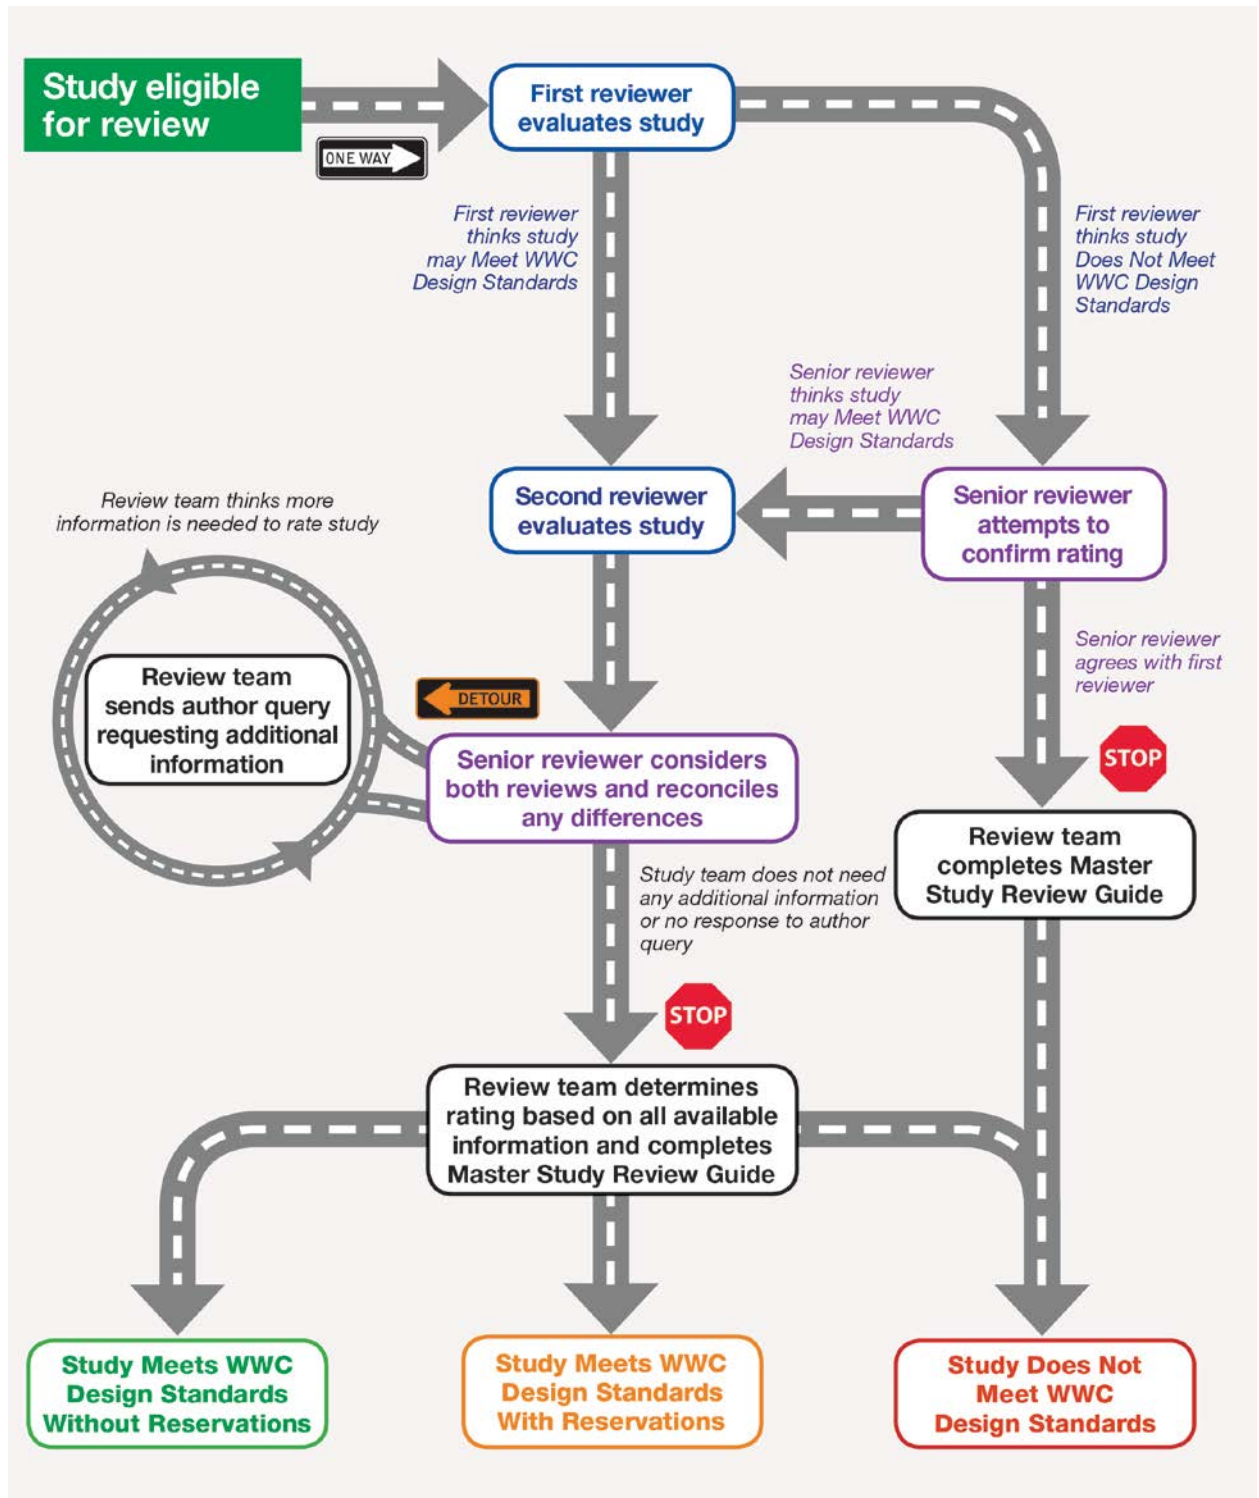 Study eligible
for review
ONE WAY
First reviewer
evaluates study
First reviewer
thinks study
may Meet WWC
Design Standards
First reviewer
thinks study
Does Not Meet
WWC Design
Standards
Senior reviewer
thinks study
may Meet WWC
Design Standards
Second reviewer
evaluates study
Senior reviewer
attempts to
confirm rating
Review team thinks more
information is needed to rate study
Review team
sends author query
requesting additional
information
DETOUR
Senior reviewer considers
both reviews and reconciles
any differences
Senior reviewer
agrees with first
reviewer
STOP
Review team
completes Master
Study Review Guide
Study team does not need
any additional information
or no response to author
query
STOP
Review team determines
rating based on all available
information and completes
Master Study Review Guide
Study Meets WWC
Design Standards
Without Reservations
Study Meets WWC
Design Standards
With Reservations
Study Does Not
Meet WWC
Design Standards